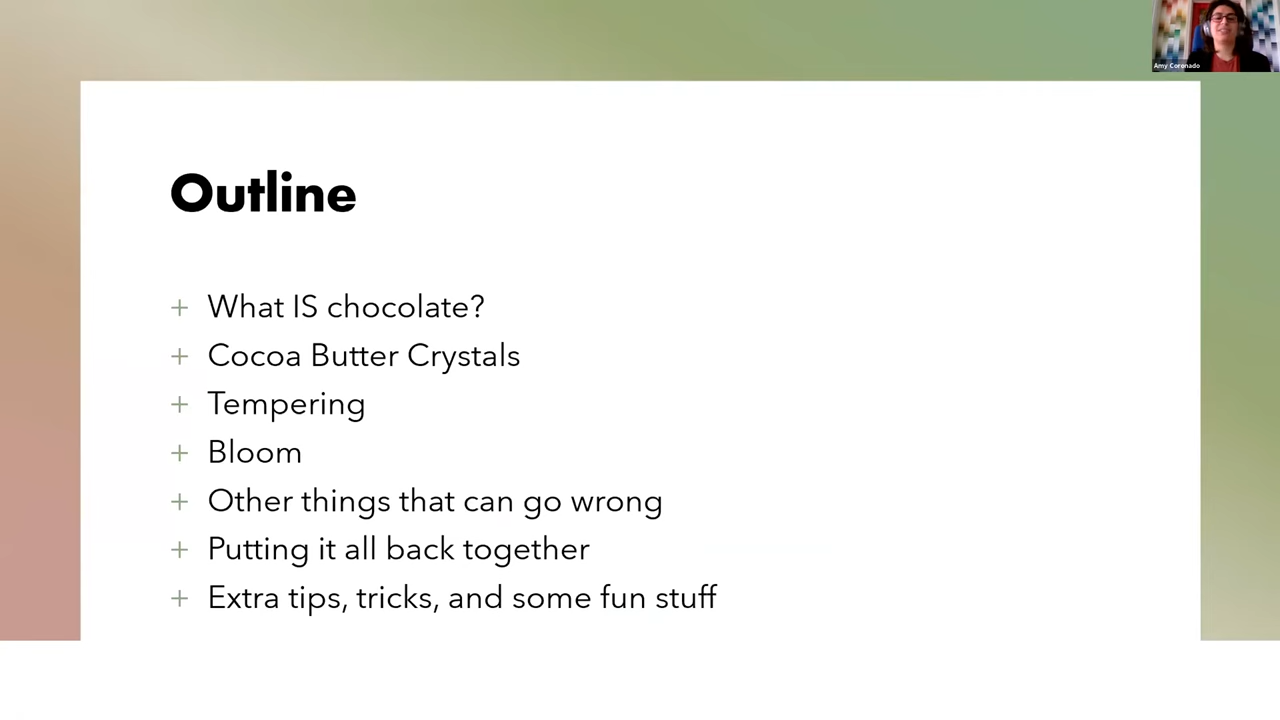 Amy Coronado
Outline
+ What IS chocolate?
+ Cocoa Butter Crystals
+ Tempering
+ Bloom
+ Other things that can go wrong
+ Putting it all back together
+ Extra tips, tricks, and some fun stuff